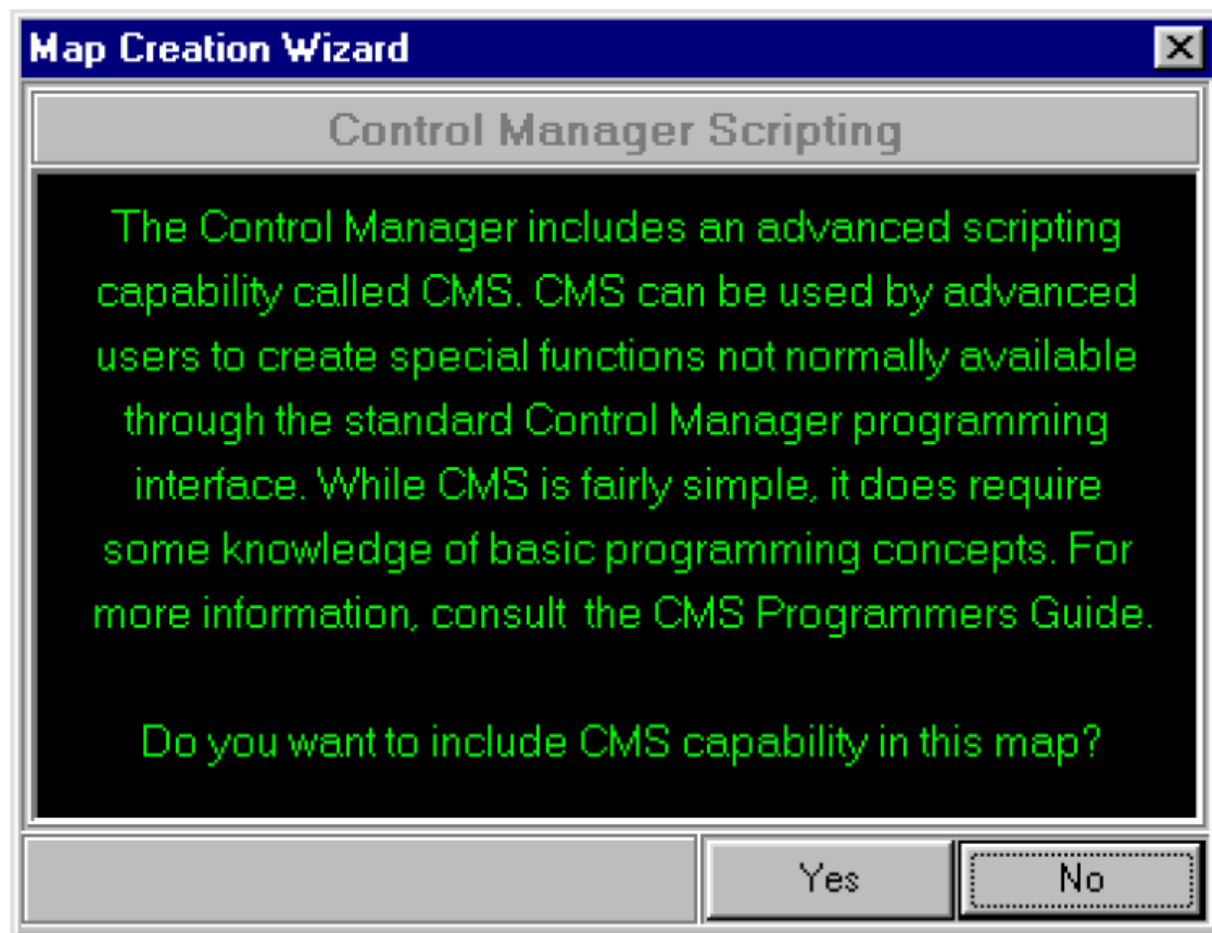 Map Creation Wizard
Control Manager Scripting
The Control Manager includes an advanced scripting
capability called CMS. CMS can be used by advanced
users to create special functions not normally available
through the standard Control Manager programming
interface. While CMS is fairly simple, it does require
some knowledge of basic programming concepts. For
more information, consult the CMS Programmers Guide.
Do you want to include CMS capability in this map?
Yes No